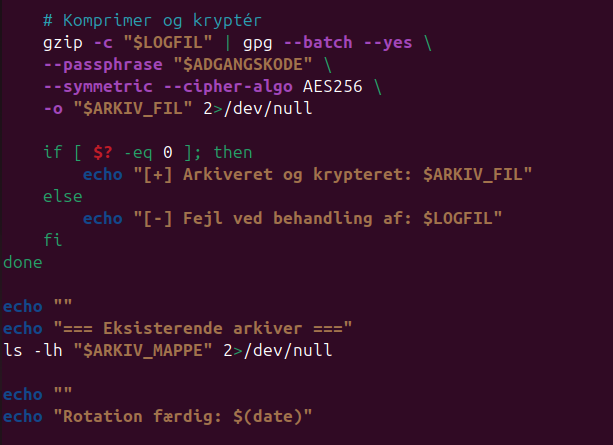 # Komprimer og kryptér
gzip -c "$LOGFIL" | gpg --batch --yes \
--passphrase "$ADGANGSKODE" \
--symmetric --cipher-algo AES256 \
-o "$ARKIV_FIL" 2>/dev/null
if [ $? -eq 0 ]; then
echo "[+] Arkiveret og krypteret: $ARKIV_FIL"
else
echo "[-] Fejl ved behandling af: $LOGFIL"
fi
done
echo ""
echo "=== Eksisterende arkiver ==="
ls -lh "$ARKIV_MAPPE" 2>/dev/null
echo ""
echo "Rotation færdig: $(date)"